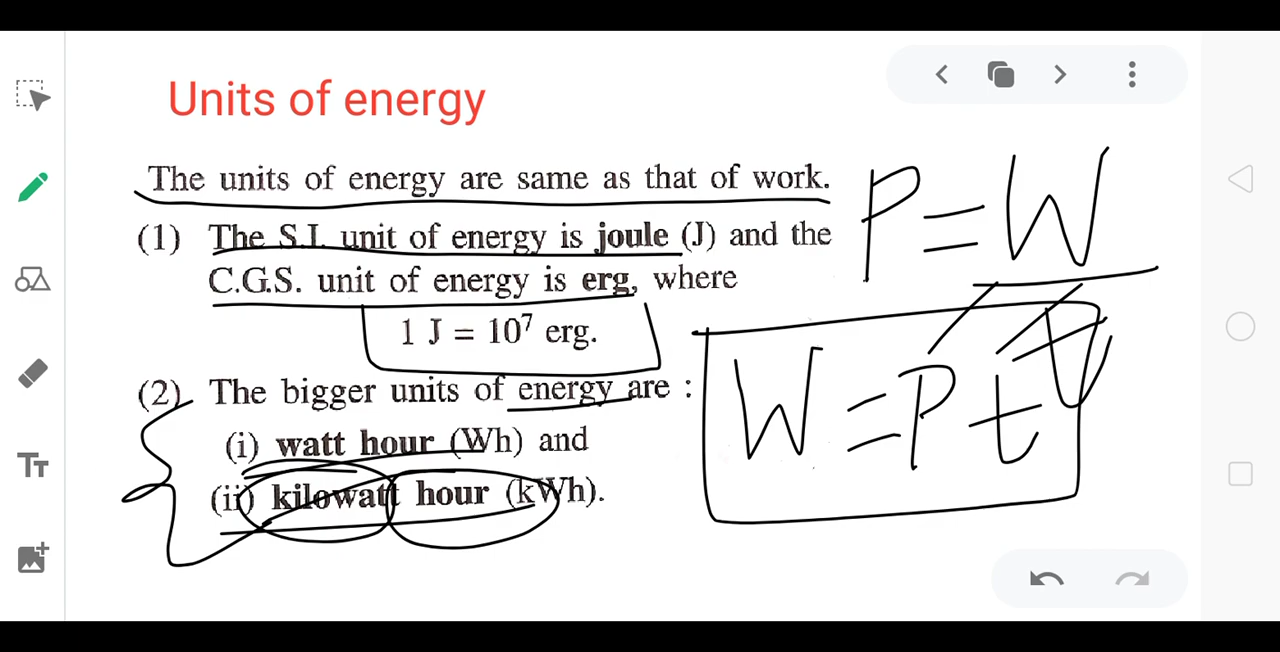 Units of energy
The units of energy are same as that of work.
(1) The S.I. unit of energy is joule (J) and the
C.G.S. unit of energy is erg, where
1 J = 10⁷ erg.
(2) The bigger units of energy are :
(i) watt hour (Wh) and
(ii) kilowatt hour (kWh).
P = W
t
W = Pt
Tт